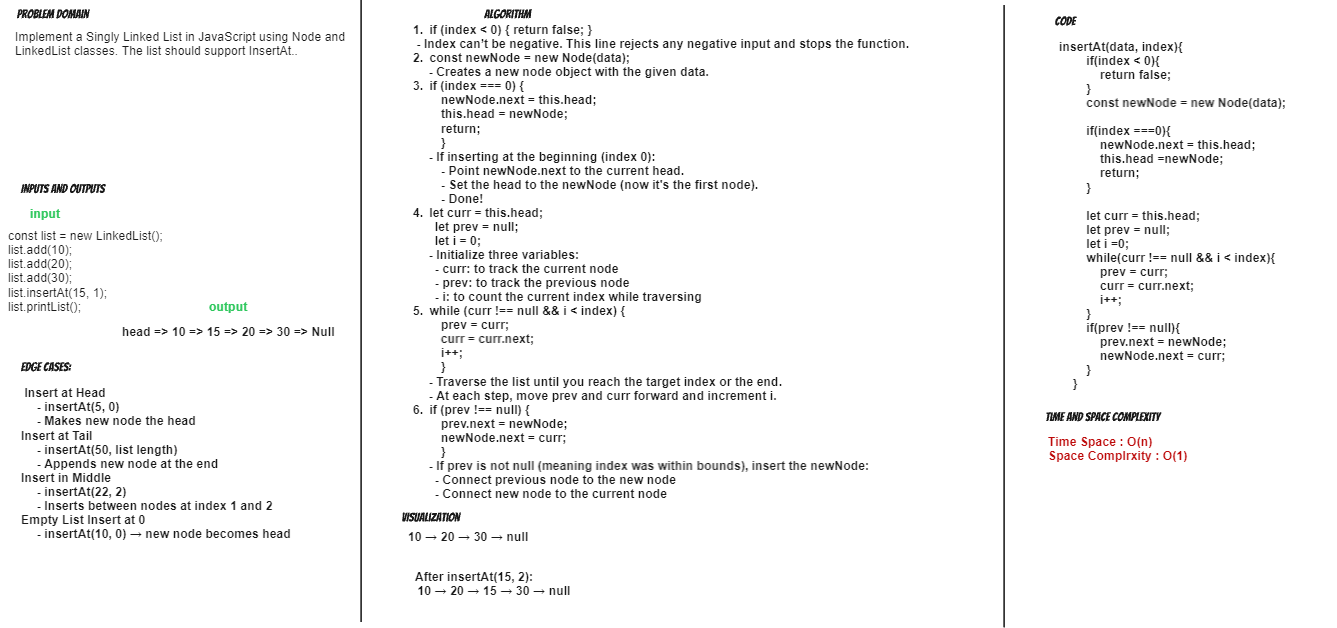 PROBLEM DOMAIN
Implement a Singly Linked List in JavaScript using Node and
LinkedList classes. The list should support InsertAt..
INPUTS AND OUTPUTS
input
const list = new LinkedList();
list.add(10);
list.add(20);
list.add(30);
list.insertAt(15, 1);
list.printList();
output
head => 10 => 15 => 20 => 30 => Null
EDGE CASES:
Insert at Head
- insertAt(5, 0)
- Makes new node the head
Insert at Tail
- insertAt(50, list length)
- Appends new node at the end
Insert in Middle
- insertAt(22, 2)
- Inserts between nodes at index 1 and 2
Empty List Insert at 0
- insertAt(10, 0) → new node becomes head
ALGORITHM
1. if (index < 0) { return false; }
- Index can't be negative. This line rejects any negative input and stops the function.
2. const newNode = new Node(data);
- Creates a new node object with the given data.
3. if (index === 0) {
newNode.next = this.head;
this.head = newNode;
return;
}
- If inserting at the beginning (index 0):
- Point newNode.next to the current head.
- Set the head to the newNode (now it's the first node).
- Done!
4. let curr = this.head;
let prev = null;
let i = 0;
- Initialize three variables:
- curr: to track the current node
- prev: to track the previous node
- i: to count the current index while traversing
5. while (curr !== null && i < index) {
prev = curr;
curr = curr.next;
i++;
}
- Traverse the list until you reach the target index or the end.
- At each step, move prev and curr forward and increment i.
6. if (prev !== null) {
prev.next = newNode;
newNode.next = curr;
}
- If prev is not null (meaning index was within bounds), insert the newNode:
- Connect previous node to the new node
- Connect new node to the current node
VISUALIZATION
10 → 20 → 30 → null
After insertAt(15, 2):
10 → 20 → 15 → 30 → null
CODE
insertAt(data, index){
if(index < 0){
return false;
}
const newNode = new Node(data);
if(index ===0){
newNode.next = this.head;
this.head =newNode;
return;
}
let curr = this.head;
let prev = null;
let i =0;
while(curr !== null && i < index){
prev = curr;
curr = curr.next;
i++;
}
if(prev !== null){
prev.next = newNode;
newNode.next = curr;
}
}
TIME AND SPACE COMPLEXITY
Time Space : O(n)
Space Complrxity : O(1)